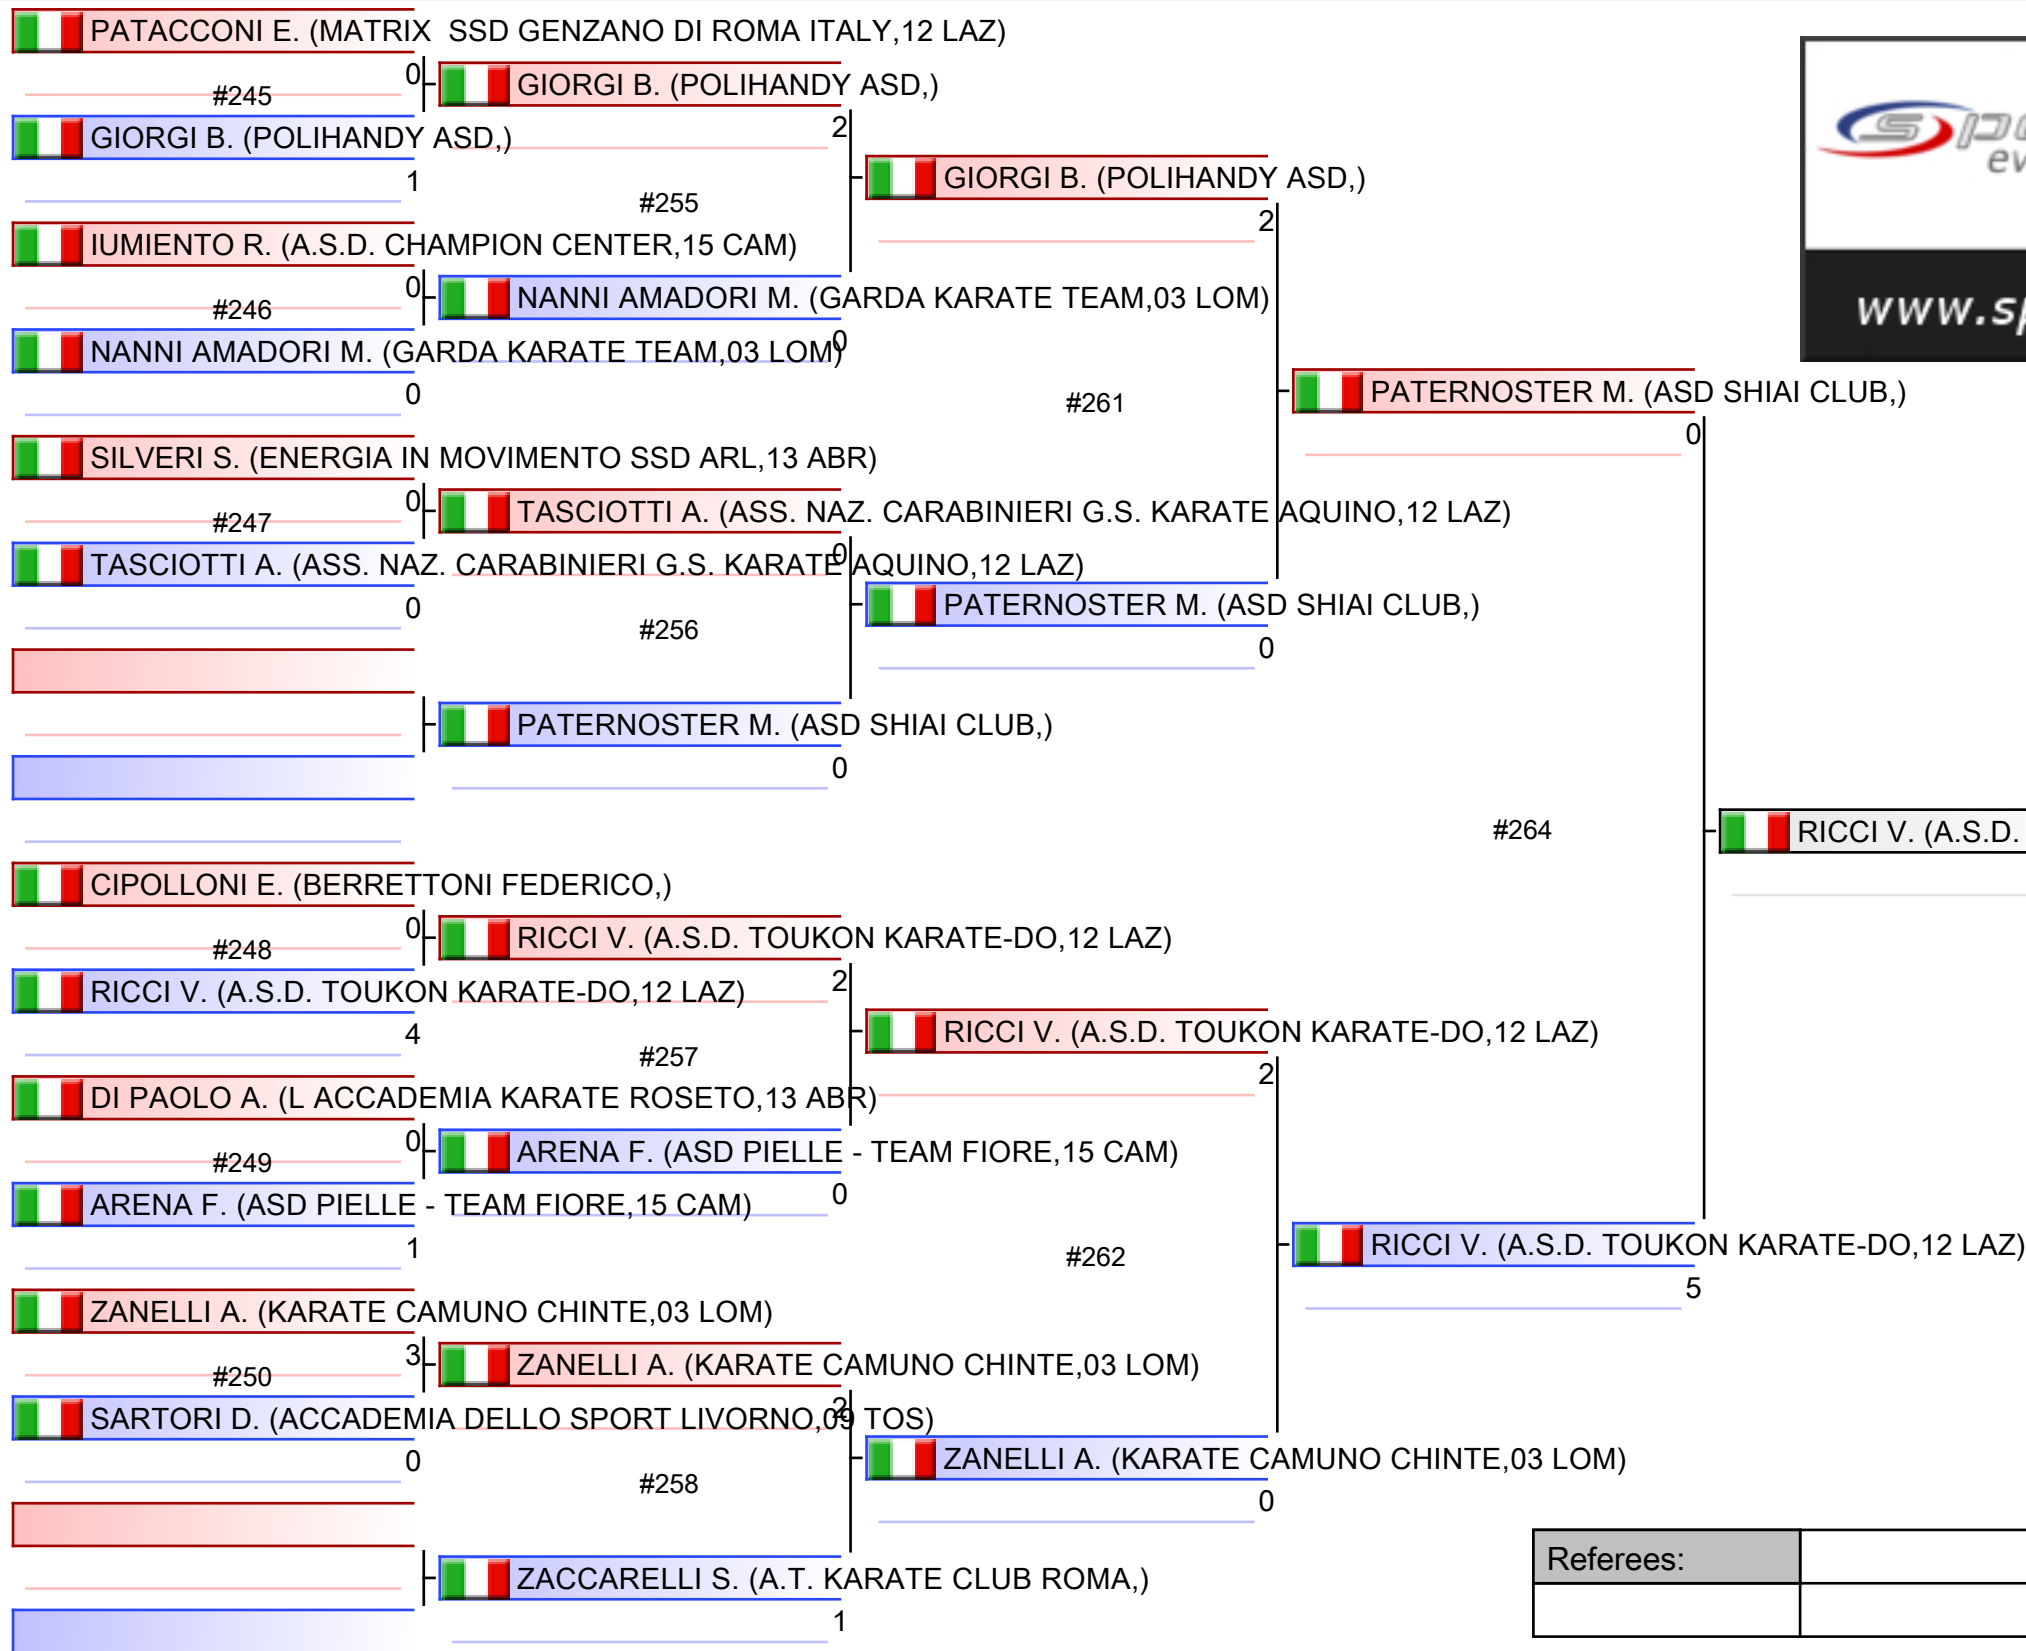 PATACCONI E. (MATRIX  SSD GENZANO DI ROMA ITALY,12 LAZ)
0
#245
GIORGI B. (POLIHANDY ASD,)
1
IUMIENTO R. (A.S.D. CHAMPION CENTER,15 CAM)
0
#246
NANNI AMADORI M. (GARDA KARATE TEAM,03 LOM)
0
SILVERI S. (ENERGIA IN MOVIMENTO SSD ARL,13 ABR)
0
#247
TASCIOTTI A. (ASS. NAZ. CARABINIERI G.S. KARATE AQUINO,12 LAZ)
0
CIPOLLONI E. (BERRETTONI FEDERICO,)
0
#248
RICCI V. (A.S.D. TOUKON KARATE-DO,12 LAZ)
4
DI PAOLO A. (L ACCADEMIA KARATE ROSETO,13 ABR)
0
#249
ARENA F. (ASD PIELLE - TEAM FIORE,15 CAM)
1
ZANELLI A. (KARATE CAMUNO CHINTE,03 LOM)
3
#250
SARTORI D. (ACCADEMIA DELLO SPORT LIVORNO,09 TOS)
0
GIORGI B. (POLIHANDY ASD,)
2
#255
NANNI AMADORI M. (GARDA KARATE TEAM,03 LOM)
0
TASCIOTTI A. (ASS. NAZ. CARABINIERI G.S. KARATE AQUINO,12 LAZ)
0
#256
PATERNOSTER M. (ASD SHIAI CLUB,)
0
RICCI V. (A.S.D. TOUKON KARATE-DO,12 LAZ)
2
#257
ARENA F. (ASD PIELLE - TEAM FIORE,15 CAM)
0
ZANELLI A. (KARATE CAMUNO CHINTE,03 LOM)
2
#258
ZACCARELLI S. (A.T. KARATE CLUB ROMA,)
1
GIORGI B. (POLIHANDY ASD,)
2
#261
PATERNOSTER M. (ASD SHIAI CLUB,)
0
RICCI V. (A.S.D. TOUKON KARATE-DO,12 LAZ)
2
#262
ZANELLI A. (KARATE CAMUNO CHINTE,03 LOM)
0
PATERNOSTER M. (ASD SHIAI CLUB,)
0
#264
RICCI V. (A.S.D. TOUKON KARATE-DO,12 LAZ)
5
RICCI V. (A.S.D.
www.sp
Referees: